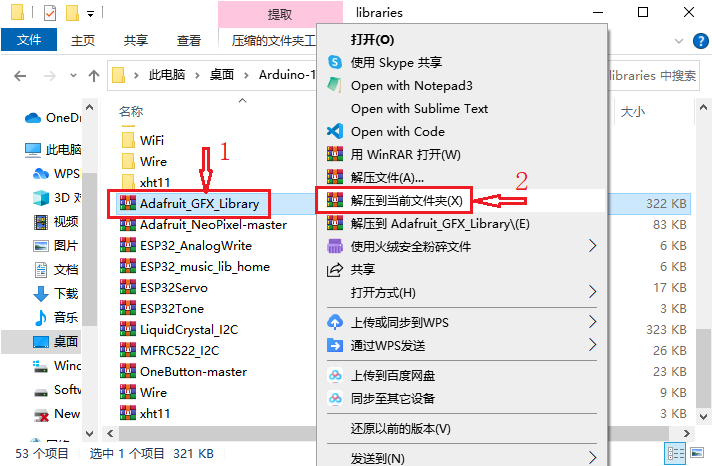 提取
libraries
文件
主页
共享
查看
压缩的文件夹工
此电脑
桌面
Arduino-1
libraries 中搜索
名称
大小
OneDri
此电脑
WPS
3D 对
视频
图片
文档
下载
音乐
桌面
Wind
Softw
New
WiFi
Wire
xht11
Adafruit_GFX_Library
322 KB
Adafruit_NeoPixel-master
83 KB
ESP32_AnalogWrite
6 KB
ESP32_music_lib_home
6 KB
ESP32Servo
17 KB
ESP32Tone
3 KB
LiquidCrystal_I2C
323 KB
MFRC522_I2C
26 KB
OneButton-master
23 KB
Wire
9 KB
xht11
3 KB
1
2
打开(O)
使用 Skype 共享
Open with Notepad3
Open with Sublime Text
Open with Code
用 WinRAR 打开(W)
解压文件(A)...
解压到当前文件夹(X)
解压到 Adafruit_GFX_Library\(E)
使用火绒安全粉碎文件
共享
打开方式(H)
上传或同步到WPS
通过WPS发送
上传到百度网盘
同步至其它设备
还原以前的版本(V)
发送到(N)
53 个项目
选中 1 个项目 321 KB